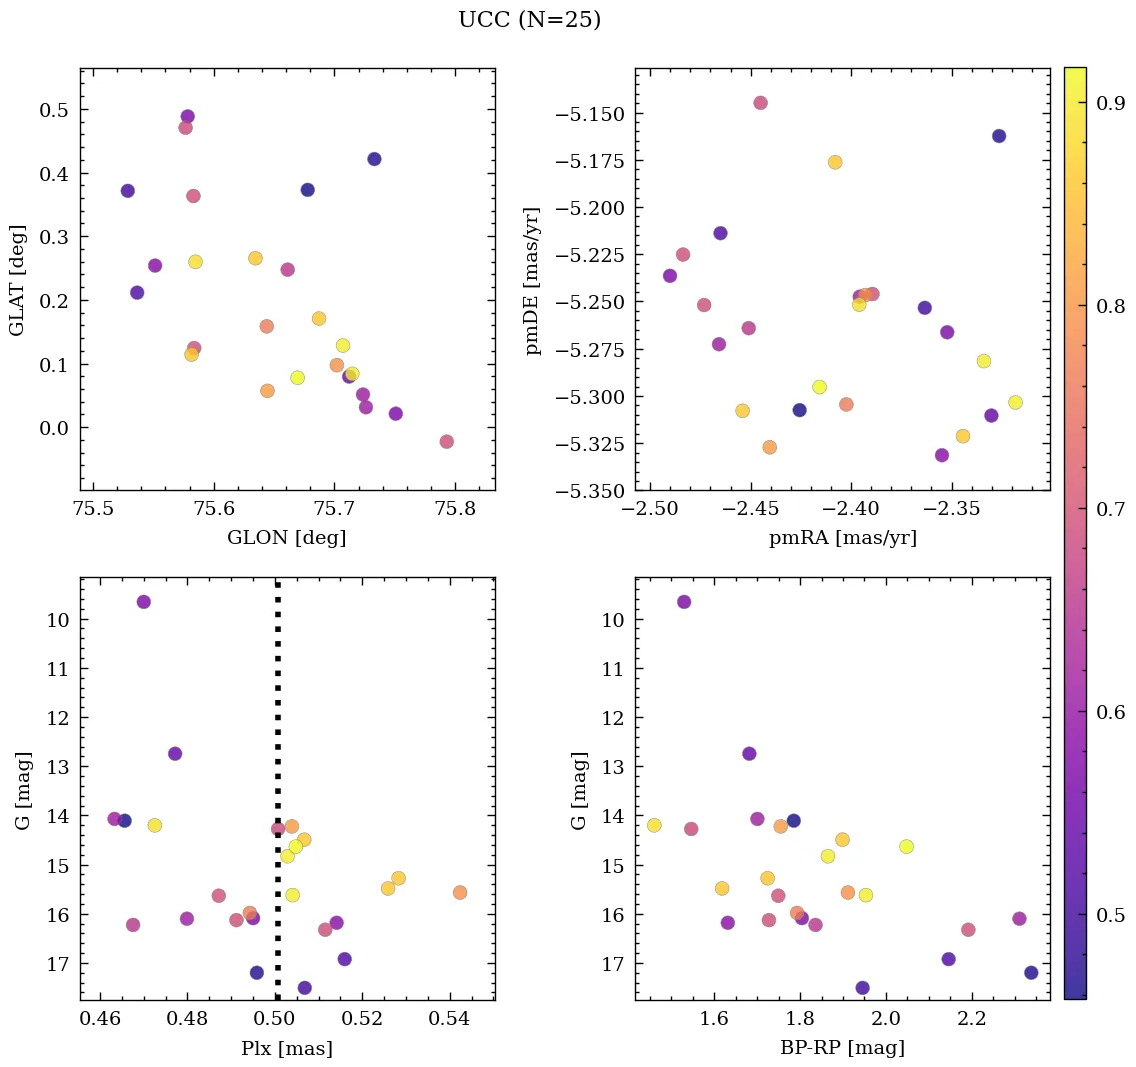 UCC (N=25)
0.5
0.4
0.3
0.2
0.1
0.0
GLAT [deg]
75.5 75.6 75.7 75.8
GLON [deg]
−5.150
−5.175
−5.200
−5.225
−5.250
−5.275
−5.300
−5.325
−5.350
pmDE [mas/yr]
−2.50 −2.45 −2.40 −2.35
pmRA [mas/yr]
0.9
0.8
0.7
0.6
0.5
10
11
12
13
14
15
16
17
G [mag]
0.46 0.48 0.50 0.52 0.54
Plx [mas]
10
11
12
13
14
15
16
17
G [mag]
1.6 1.8 2.0 2.2
BP-RP [mag]